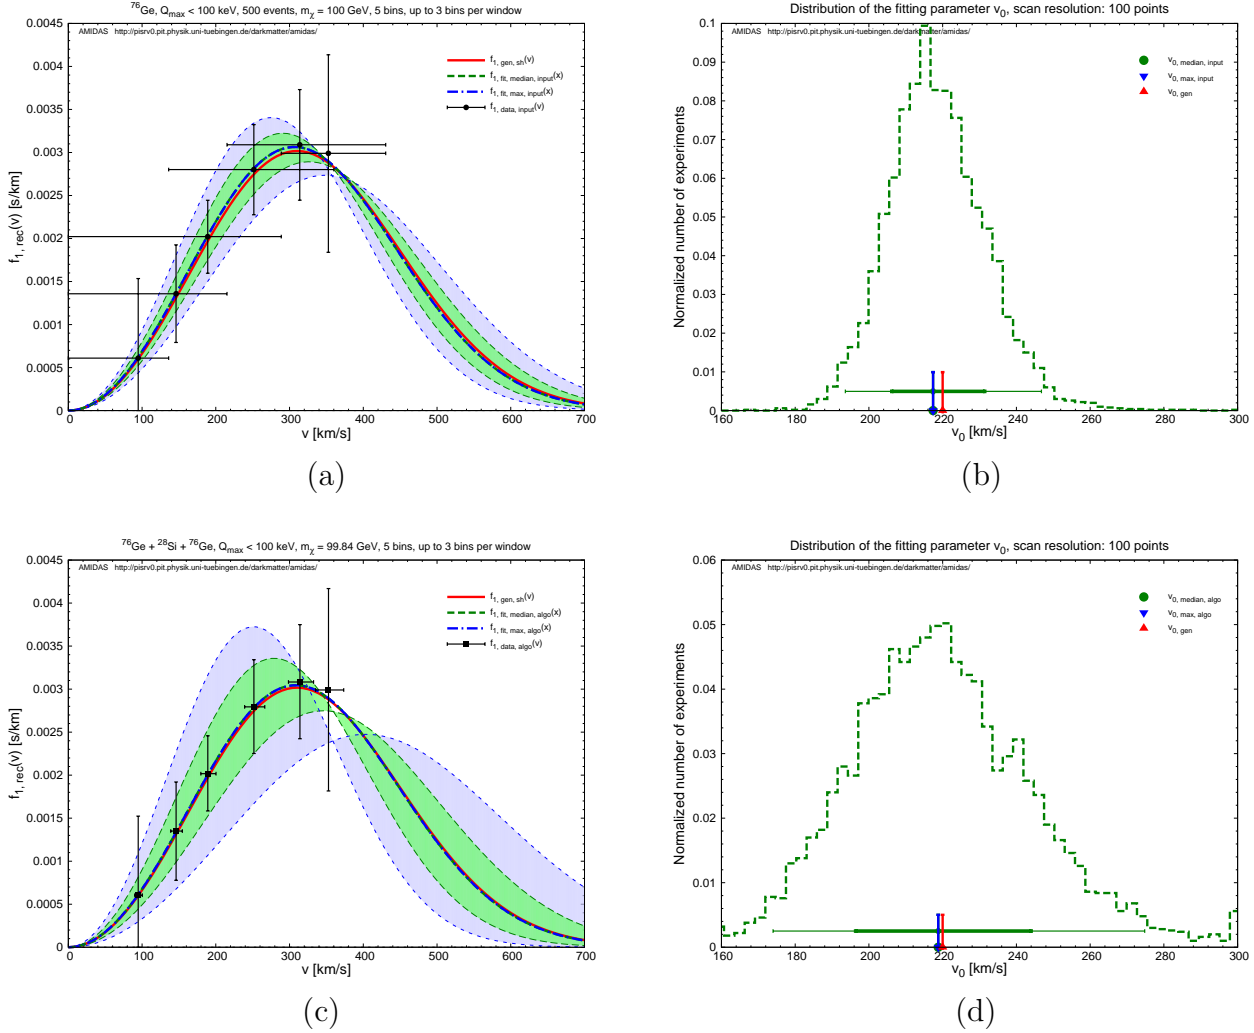 ⁷⁶Ge, Q_max < 100 keV, 500 events, m_χ = 100 GeV, 5 bins, up to 3 bins per window
AMIDAS http://pisrv0.pit.physik.uni-tuebingen.de/darkmatter/amidas/
f_1, gen, sh(v)
f_1, fit, median, input(x)
f_1, fit, max, input(x)
f_1, data, input(v)
f_1, rec(v) [s/km]
0.0045
0.004
0.0035
0.003
0.0025
0.002
0.0015
0.001
0.0005
0
0 100 200 300 400 500 600 700
v [km/s]
(a)
Distribution of the fitting parameter v_0, scan resolution: 100 points
AMIDAS http://pisrv0.pit.physik.uni-tuebingen.de/darkmatter/amidas/
v_0, median, input
v_0, max, input
v_0, gen
Normalized number of experiments
0.1
0.09
0.08
0.07
0.06
0.05
0.04
0.03
0.02
0.01
0
160 180 200 220 240 260 280 300
v_0 [km/s]
(b)
⁷⁶Ge + ²⁸Si + ⁷⁶Ge, Q_max < 100 keV, m_χ = 99.84 GeV, 5 bins, up to 3 bins per window
AMIDAS http://pisrv0.pit.physik.uni-tuebingen.de/darkmatter/amidas/
f_1, gen, sh(v)
f_1, fit, median, algo(x)
f_1, fit, max, algo(x)
f_1, data, algo(v)
f_1, rec(v) [s/km]
0.0045
0.004
0.0035
0.003
0.0025
0.002
0.0015
0.001
0.0005
0
0 100 200 300 400 500 600 700
v [km/s]
(c)
Distribution of the fitting parameter v_0, scan resolution: 100 points
AMIDAS http://pisrv0.pit.physik.uni-tuebingen.de/darkmatter/amidas/
v_0, median, algo
v_0, max, algo
v_0, gen
Normalized number of experiments
0.06
0.05
0.04
0.03
0.02
0.01
0
160 180 200 220 240 260 280 300
v_0 [km/s]
(d)